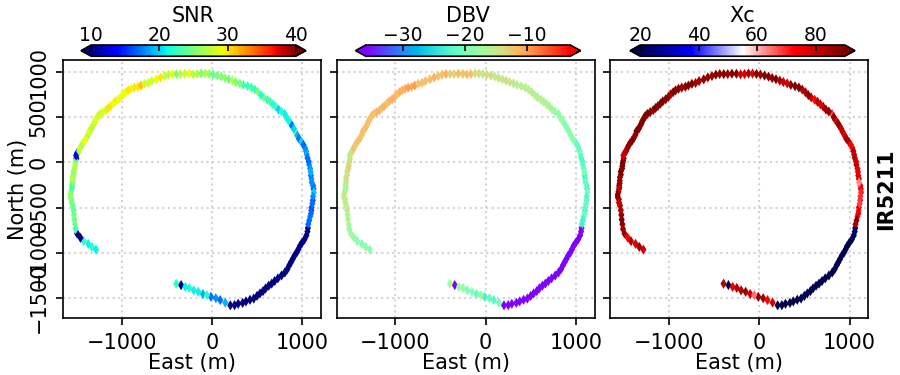 SNR DBV Xc
10 20 30 40 −30 −20 −10 20 40 60 80
1000
500
0
−500
−1000
−1500
North (m)
−1000 0 1000 −1000 0 1000 −1000 0 1000
East (m) East (m) East (m)
IR5211